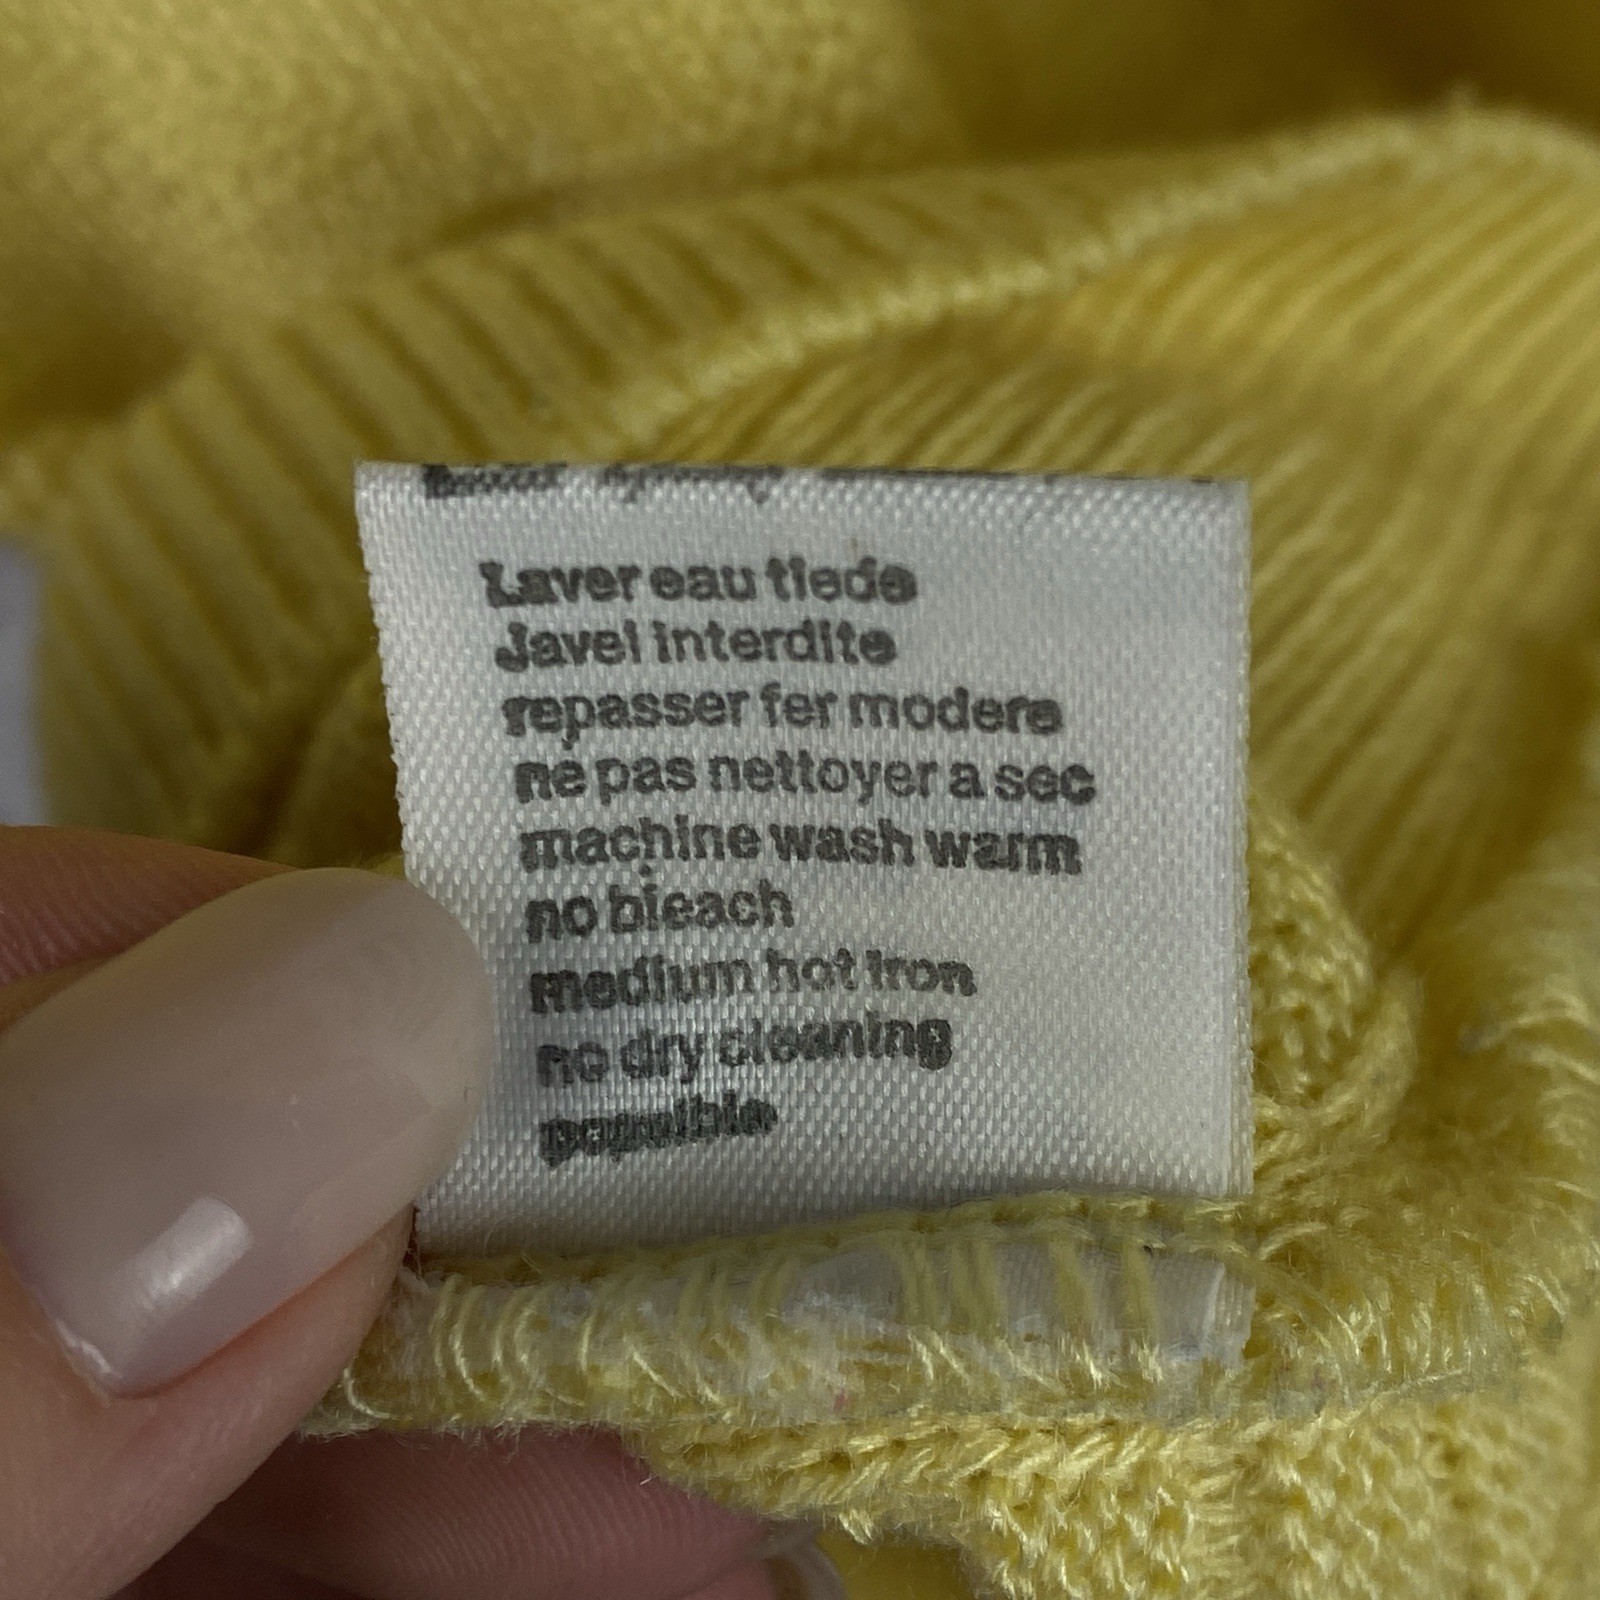 Laver eau tiede
Javel interdite
repasser fer modere
ne pas nettoyer a sec
machine wash warm
no bleach
medium hot iron
no dry cleaning